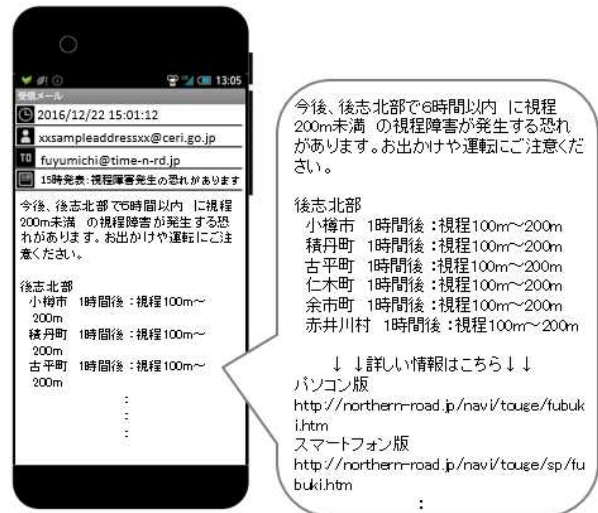 13:05
受信メール
2016/12/22 15:01:12
xxsampleaddressxx@ceri.go.jp
TO fuyumichi@time-n-rd.jp
15時発表:視程障害発生の恐れがあります
今後、後志北部で6時間以内 に視程
200m未満 の視程障害が発生する恐
れがあります。お出かけや運転にご注
意ください。
後志北部
小樽市 1時間後:視程100m～
200m
積丹町 1時間後:視程100m～
200m
古平町 1時間後:視程100m～
200m
:
:
:
今後、後志北部で6時間以内 に視程
200m未満 の視程障害が発生する恐れ
があります。お出かけや運転にご注意くだ
さい。
後志北部
小樽市 1時間後:視程100m～200m
積丹町 1時間後:視程100m～200m
古平町 1時間後:視程100m～200m
仁木町 1時間後:視程100m～200m
余市町 1時間後:視程100m～200m
赤井川村 1時間後:視程100m～200m
↓ ↓詳しい情報はこちら↓ ↓
パソコン版
http://northern-road.jp/navi/touge/fubuk
i.htm
スマートフォン版
http://northern-road.jp/navi/touge/sp/fu
buki.htm
: